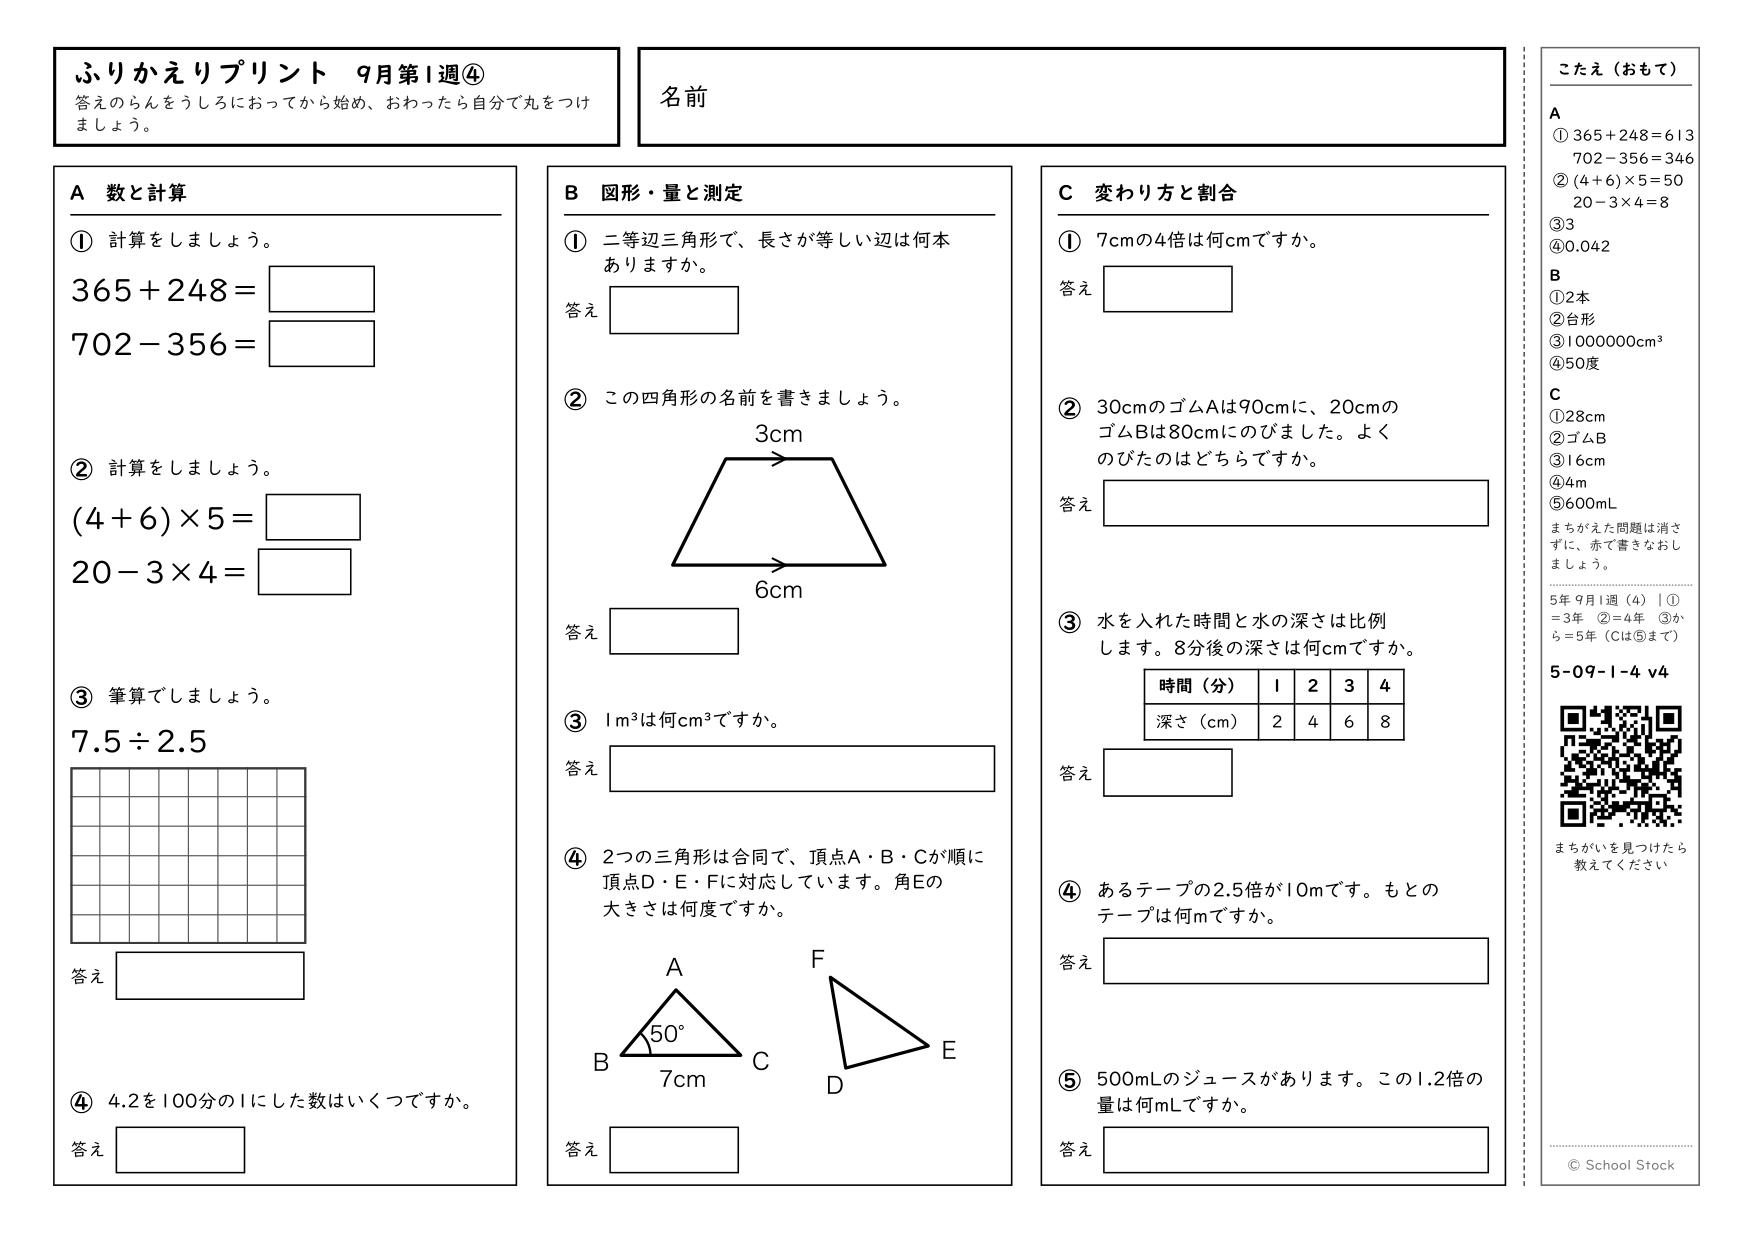 ふりかえりプリント　9月第1週④
答えのらんをうしろにおってから始め、おわったら自分で丸をつけ
ましょう。
名前
A　数と計算
① 計算をしましょう。
365＋248＝
702－356＝
② 計算をしましょう。
(4＋6)×5＝
20－3×4＝
③ 筆算でしましょう。
7.5÷2.5
答え
④ 4.2を100分の1にした数はいくつですか。
答え
B　図形・量と測定
① 二等辺三角形で、長さが等しい辺は何本
ありますか。
答え
② この四角形の名前を書きましょう。
3cm
6cm
答え
③ 1m³は何cm³ですか。
答え
④ 2つの三角形は合同で、頂点A・B・Cが順に
頂点D・E・Fに対応しています。角Eの
大きさは何度ですか。
F
A
50°
E
B
C
7cm
D
答え
C　変わり方と割合
① 7cmの4倍は何cmですか。
答え
② 30cmのゴムAは90cmに、20cmの
ゴムBは80cmにのびました。よく
のびたのはどちらですか。
答え
③ 水を入れた時間と水の深さは比例
します。8分後の深さは何cmですか。
時間（分） 1 2 3 4
深さ（cm） 2 4 6 8
答え
④ あるテープの2.5倍が10mです。もとの
テープは何mですか。
答え
⑤ 500mLのジュースがあります。この1.2倍の
量は何mLですか。
答え
こたえ（おもて）
A
① 365＋248＝613
702－356＝346
② (4＋6)×5＝50
20－3×4＝8
③3
④0.042
B
①2本
②台形
③1000000cm³
④50度
C
①28cm
②ゴムB
③16cm
④4m
⑤600mL
まちがえた問題は消さ
ずに、赤で書きなおし
ましょう。
5年 9月1週（4）｜①
＝3年　②＝4年　③か
ら＝5年（Cは⑤まで）
5-09-1-4 v4
まちがいを見つけたら
教えてください
© School Stock